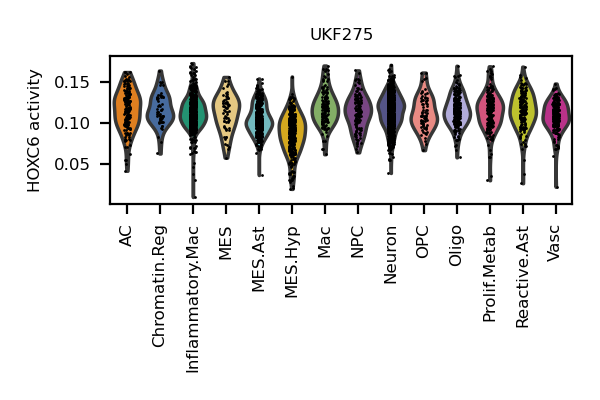 UKF275
HOXC6 activity
0.15
0.10
0.05
AC
Chromatin.Reg
Inflammatory.Mac
MES
MES.Ast
MES.Hyp
Mac
NPC
Neuron
OPC
Oligo
Prolif.Metab
Reactive.Ast
Vasc